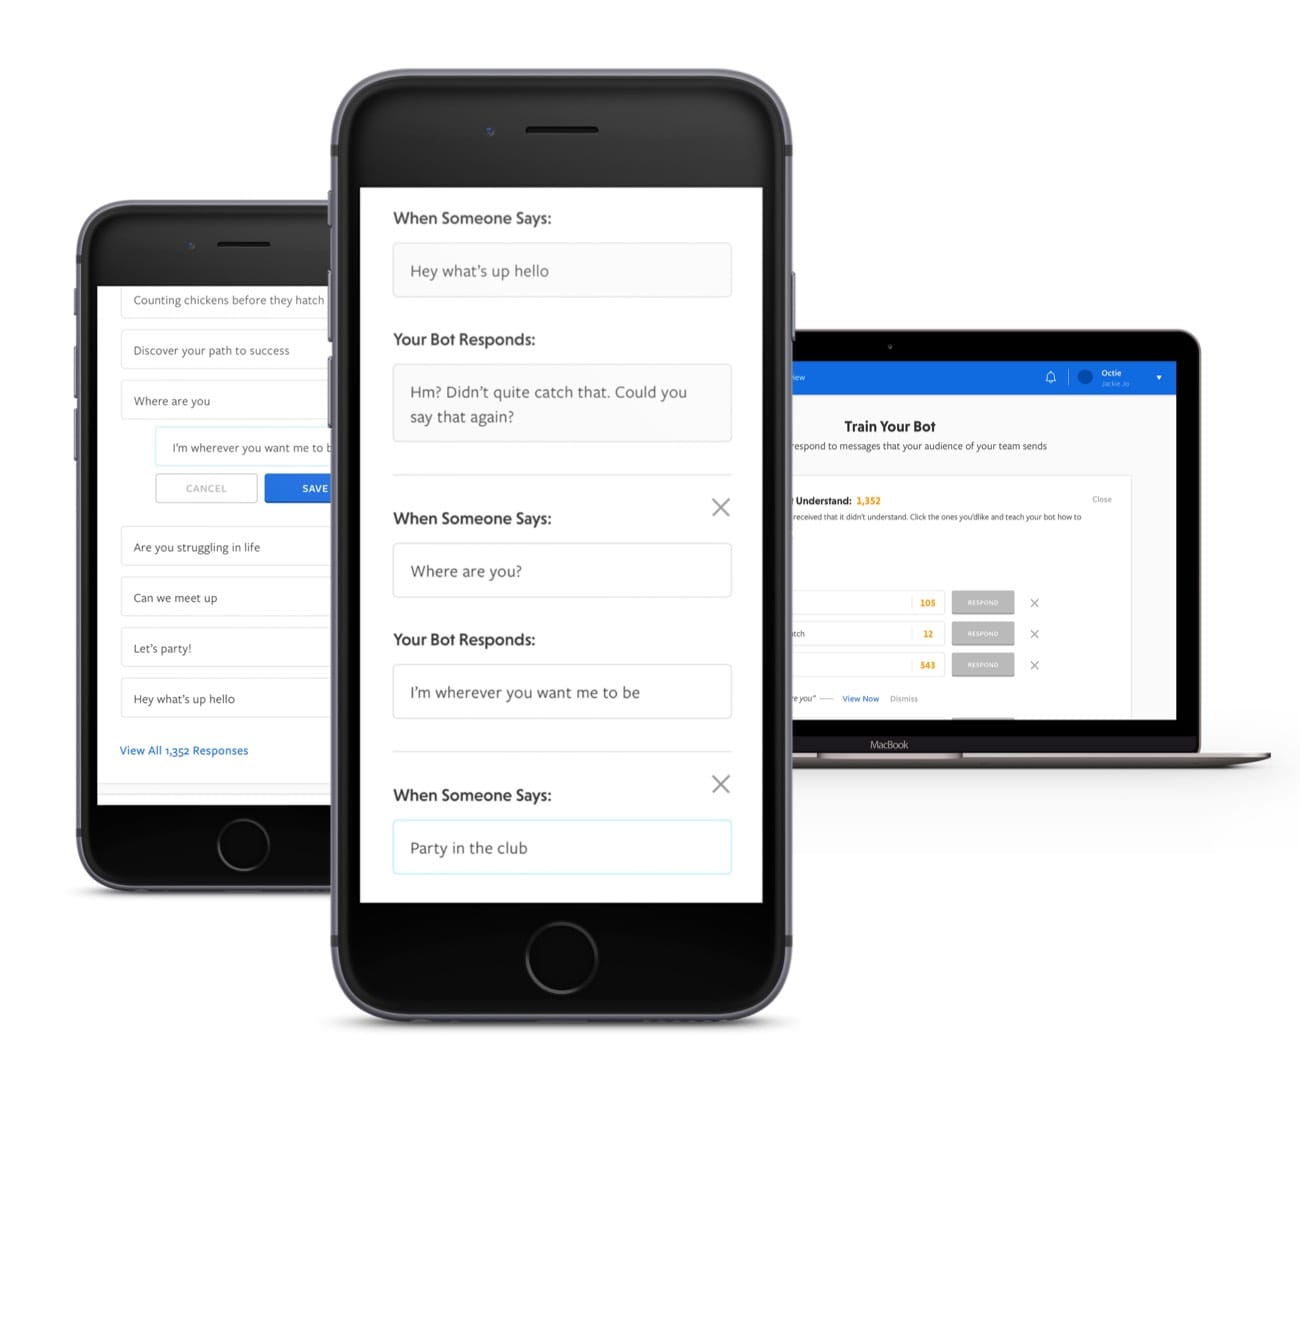 Counting chickens before they hatch
Discover your path to success
Where are you
I'm wherever you want me to
CANCEL
SAVE
Are you struggling in life
Can we meet up
Let's party!
Hey what's up hello
View All 1,352 Responses
When Someone Says:
Hey what's up hello
Your Bot Responds:
Hm? Didn't quite catch that. Could you
say that again?
When Someone Says:
Where are you?
Your Bot Responds:
I'm wherever you want me to be
When Someone Says:
Party in the club
Octie
Jackie Jo
Train Your Bot
respond to messages that your audience of your team sends
Understand: 1,352
Close
received that it didn't understand. Click the ones you'dlike and teach your bot how to
105 RESPOND
12 RESPOND
543 RESPOND
you" View Now Dismiss
MacBook